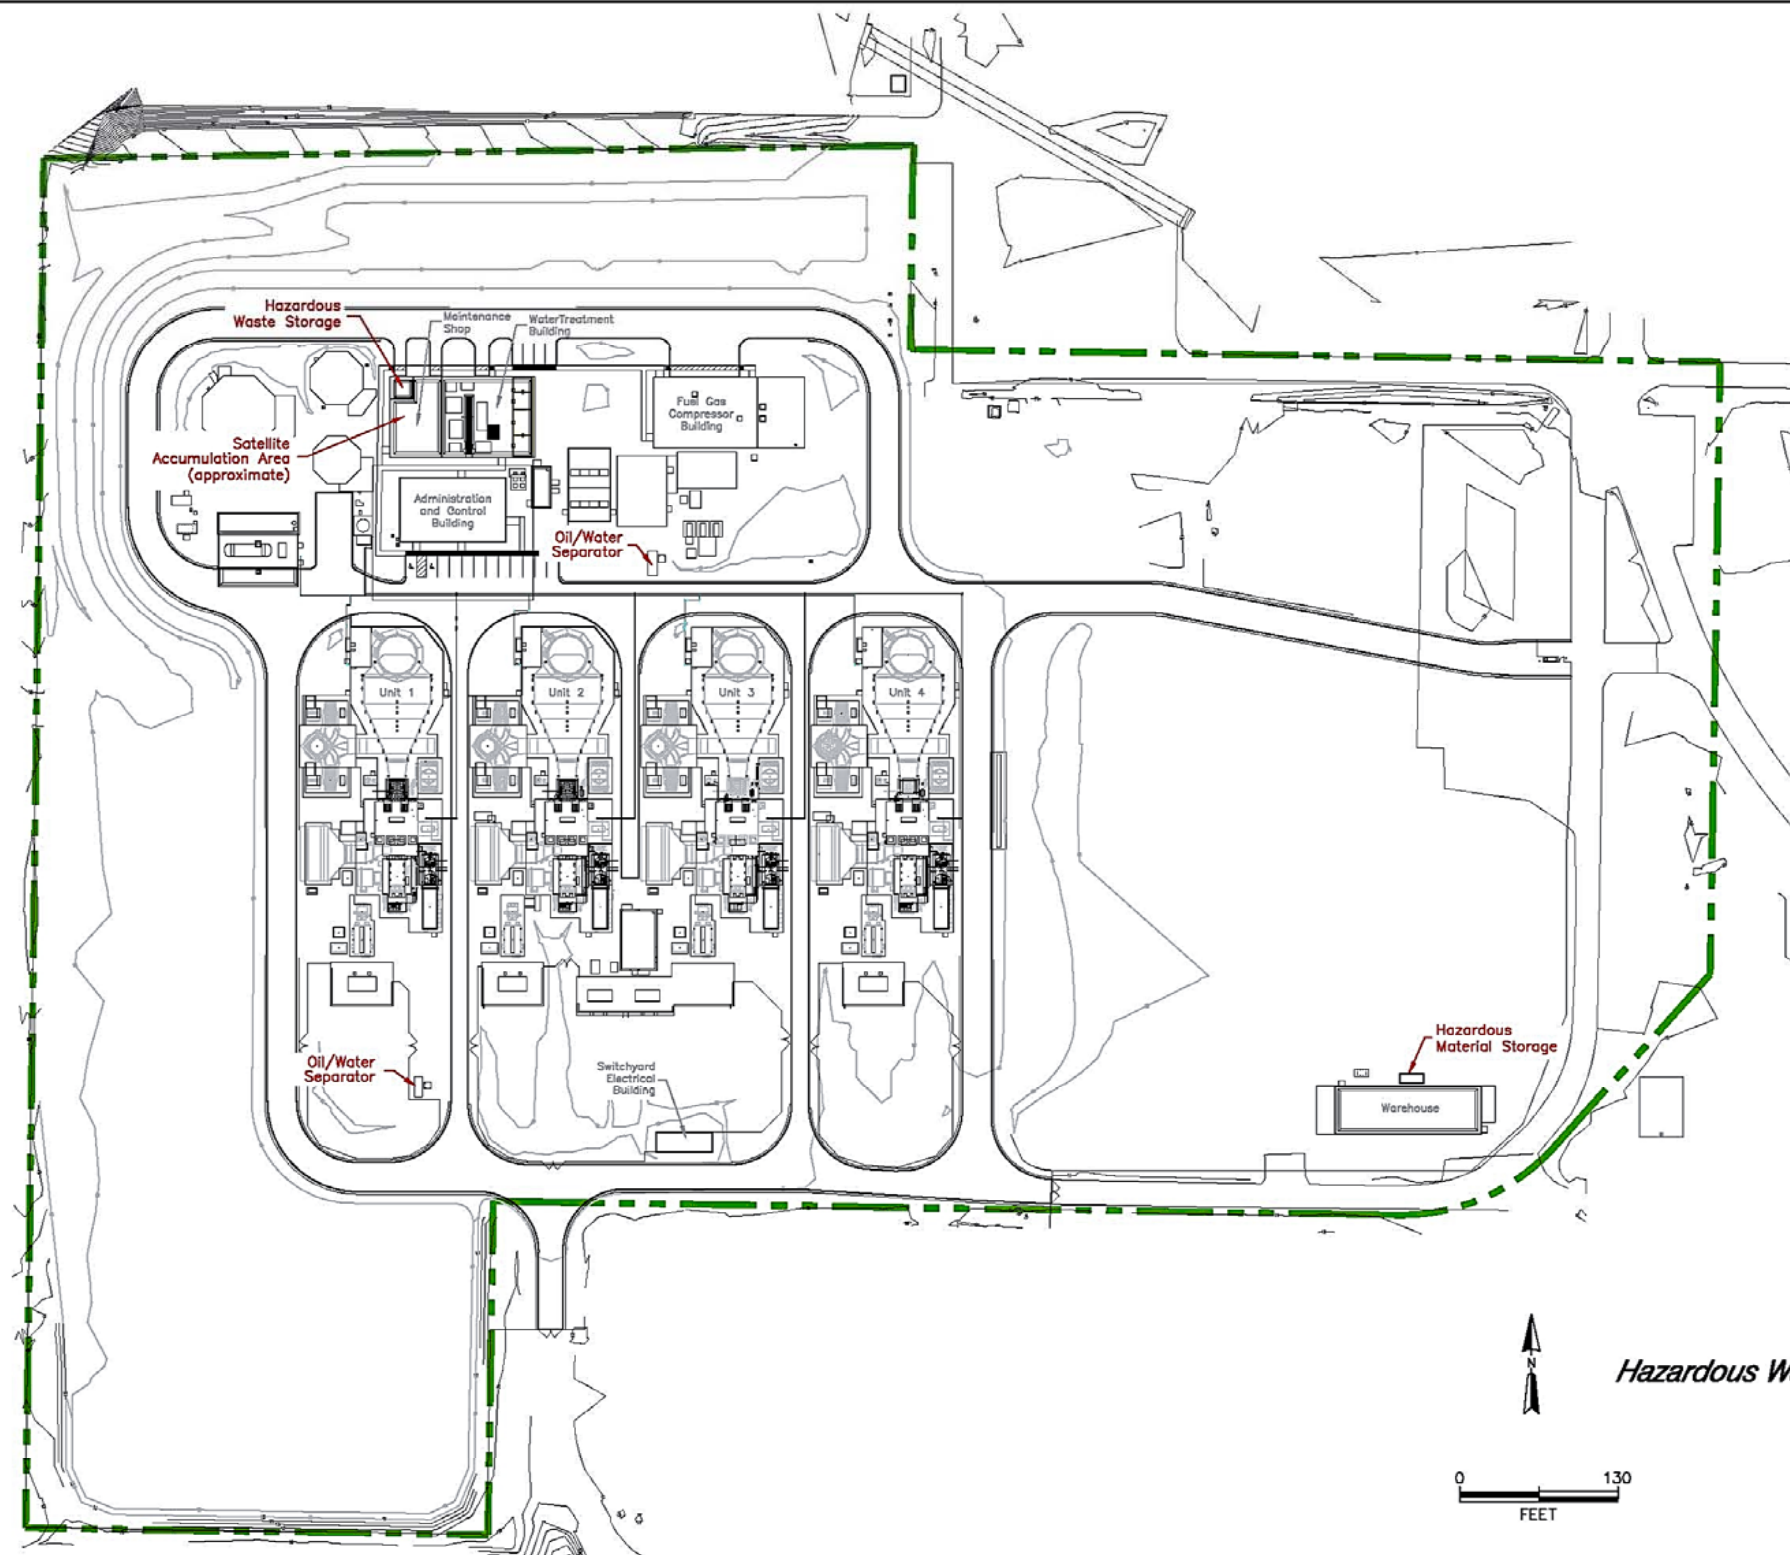 Hazardous
Waste Storage
Maintenance
Shop
WaterTreatment
Building
Fuel Gas
Compressor
Building
Satellite
Accumulation Area
(approximate)
Administration
and Control
Building
Oil/Water
Separator
Unit 1
Unit 2
Unit 3
Unit 4
Hazardous
Material Storage
Oil/Water
Separator
Switchyard
Electrical
Building
Warehouse
N
Hazardous W
0
130
FEET